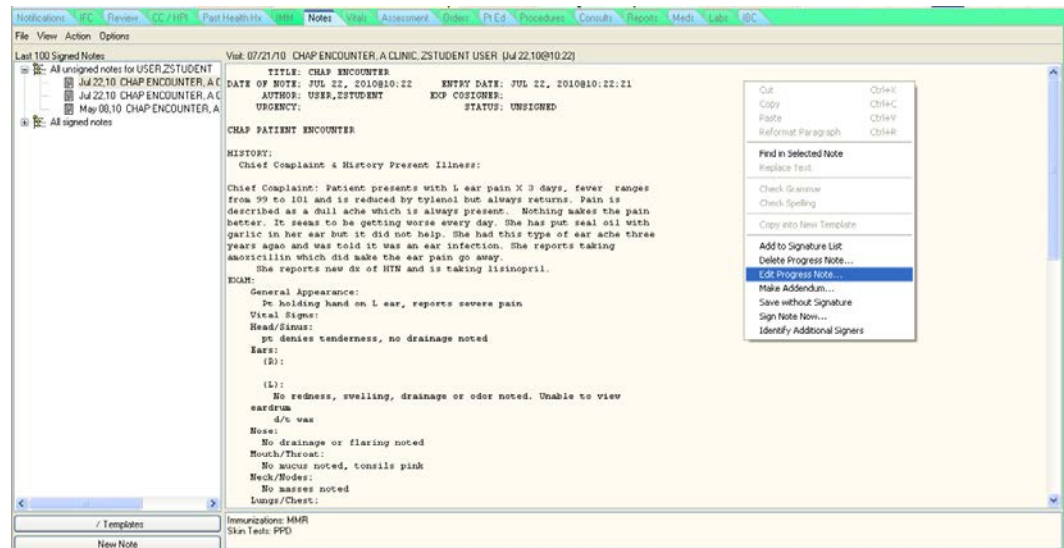 Notifications IFC Review CC / HPI Past Health Hx IMM Notes Vitals Assessment Orders Pt Ed Procedures Consults Reports Meds Labs IBC
File View Action Options
Last 100 Signed Notes
Visit: 07/21/10 CHAP ENCOUNTER, A CLINIC, ZSTUDENT USER (Jul 22,10@10:22)
All unsigned notes for USER,ZSTUDENT
Jul 22,10 CHAP ENCOUNTER, A C
Jul 22,10 CHAP ENCOUNTER, A C
May 08,10 CHAP ENCOUNTER, A
All signed notes
TITLE: CHAP ENCOUNTER
DATE OF NOTE: JUL 22, 2010@10:22 ENTRY DATE: JUL 22, 2010@10:22:21
AUTHOR: USER,ZSTUDENT EXP COSIGNER:
URGENCY: STATUS: UNSIGNED
CHAP PATIENT ENCOUNTER
HISTORY:
Chief Complaint & History Present Illness:
Chief Complaint: Patient presents with L ear pain X 3 days, fever ranges
from 99 to 101 and is reduced by tylenol but always returns. Pain is
described as a dull ache which is always present. Nothing makes the pain
better. It seems to be getting worse every day. She has put seal oil with
garlic in her ear but it did not help. She had this type of ear ache three
years agao and was told it was an ear infection. She reports taking
amoxicillin which did make the ear pain go away.
She reports new dx of HTN and is taking lisinopril.
EXAM:
General Appearance:
Pt holding hand on L ear, reports severe pain
Vital Signs:
Head/Sinus:
pt denies tenderness, no drainage noted
Ears:
(R):
(L):
No redness, swelling, drainage or odor noted. Unable to view
eardrum
d/t wax
Nose:
No drainage or flaring noted
Mouth/Throat:
No mucus noted, tonsils pink
Neck/Nodes:
No masses noted
Lungs/Chest:
Cut Ctrl+X
Copy Ctrl+C
Paste Ctrl+V
Reformat Paragraph Ctrl+R
Find in Selected Note
Replace Text
Check Grammar
Check Spelling
Copy into New Template
Add to Signature List
Delete Progress Note...
Edit Progress Note...
Make Addendum...
Save without Signature
Sign Note Now...
Identify Additional Signers
/ Templates
New Note
Immunizations: MMR
Skin Tests: PPD